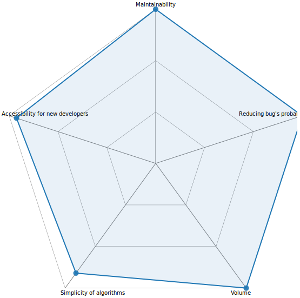 Maintainability
Accessibility for new developers
Reducing bug's proba
Simplicity of algorithms
Volume